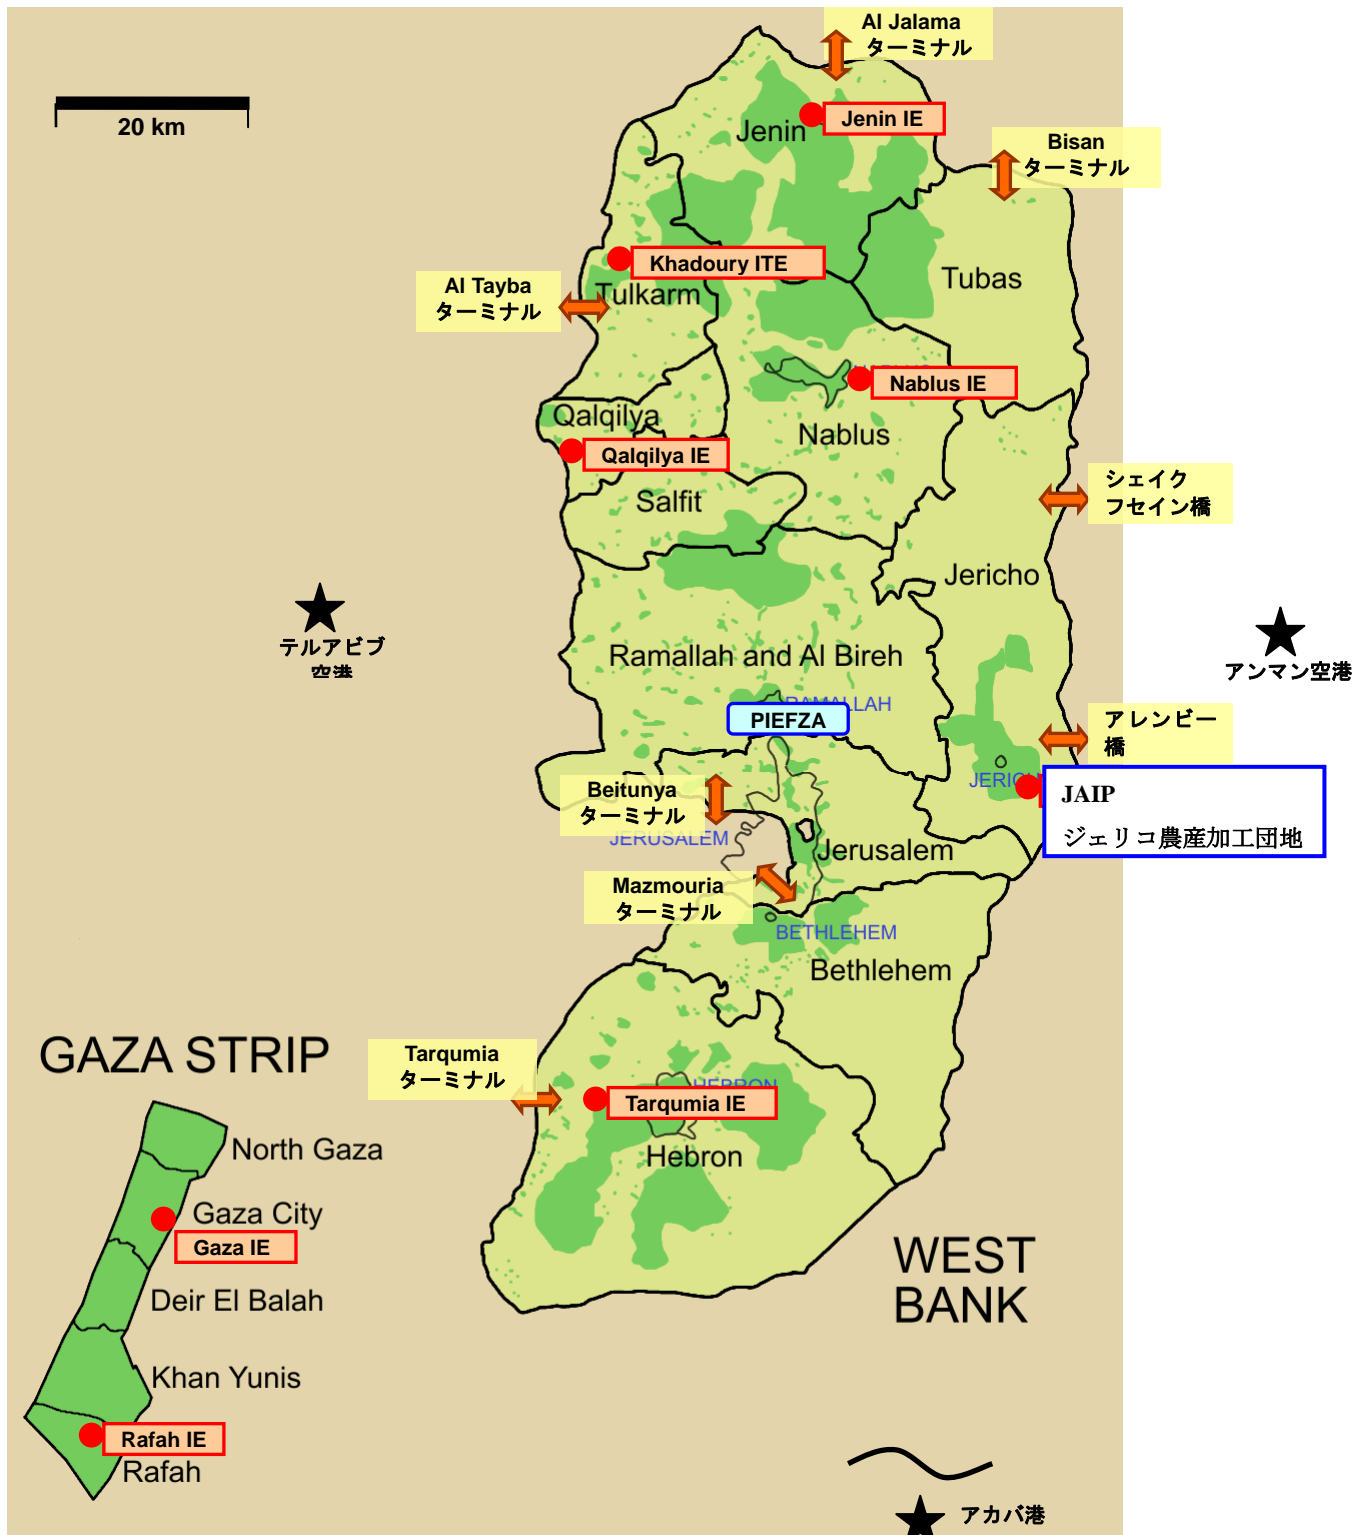 Al Jalama
ターミナル
20 km
Jenin
Jenin IE
Bisan
ターミナル
Khadoury ITE
Al Tayba
ターミナル
Tulkarm
Tubas
Nablus IE
Qalqilya
Nablus
Qalqilya IE
Salfit
シェイク
フセイン橋
Jericho
テルアビブ
空港
Ramallah and Al Bireh
アンマン空港
RAMALLAH
PIEFZA
アレンビー
橋
JERICH
JAIP
ジェリコ農産加工団地
Beitunya
ターミナル
JERUSALEM
Jerusalem
Mazmouria
ターミナル
BETHLEHEM
Bethlehem
GAZA STRIP
Tarqumia
ターミナル
HEBRON
Tarqumia IE
Hebron
North Gaza
Gaza City
Gaza IE
WEST
BANK
Deir El Balah
Khan Yunis
Rafah IE
Rafah
アカバ港